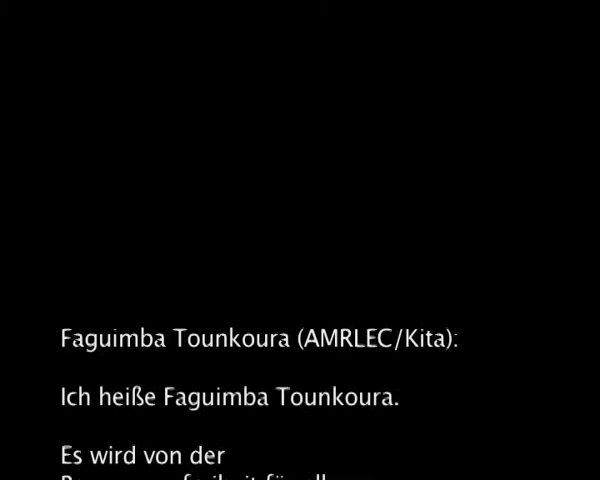 Faguimba Tounkoura (AMRLEC/Kita):
Ich heiße Faguimba Tounkoura.
Es wird von der